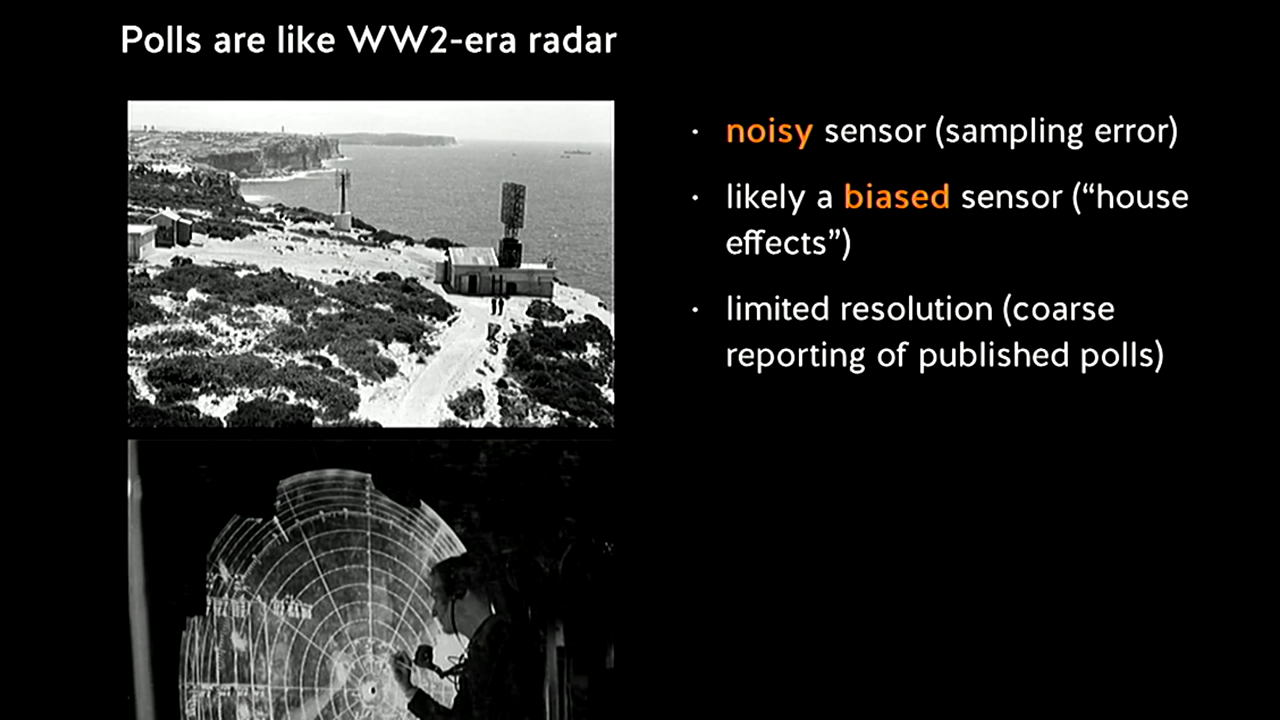 Polls are like WW2-era radar
· noisy sensor (sampling error)
· likely a biased sensor (“house
effects”)
· limited resolution (coarse
reporting of published polls)